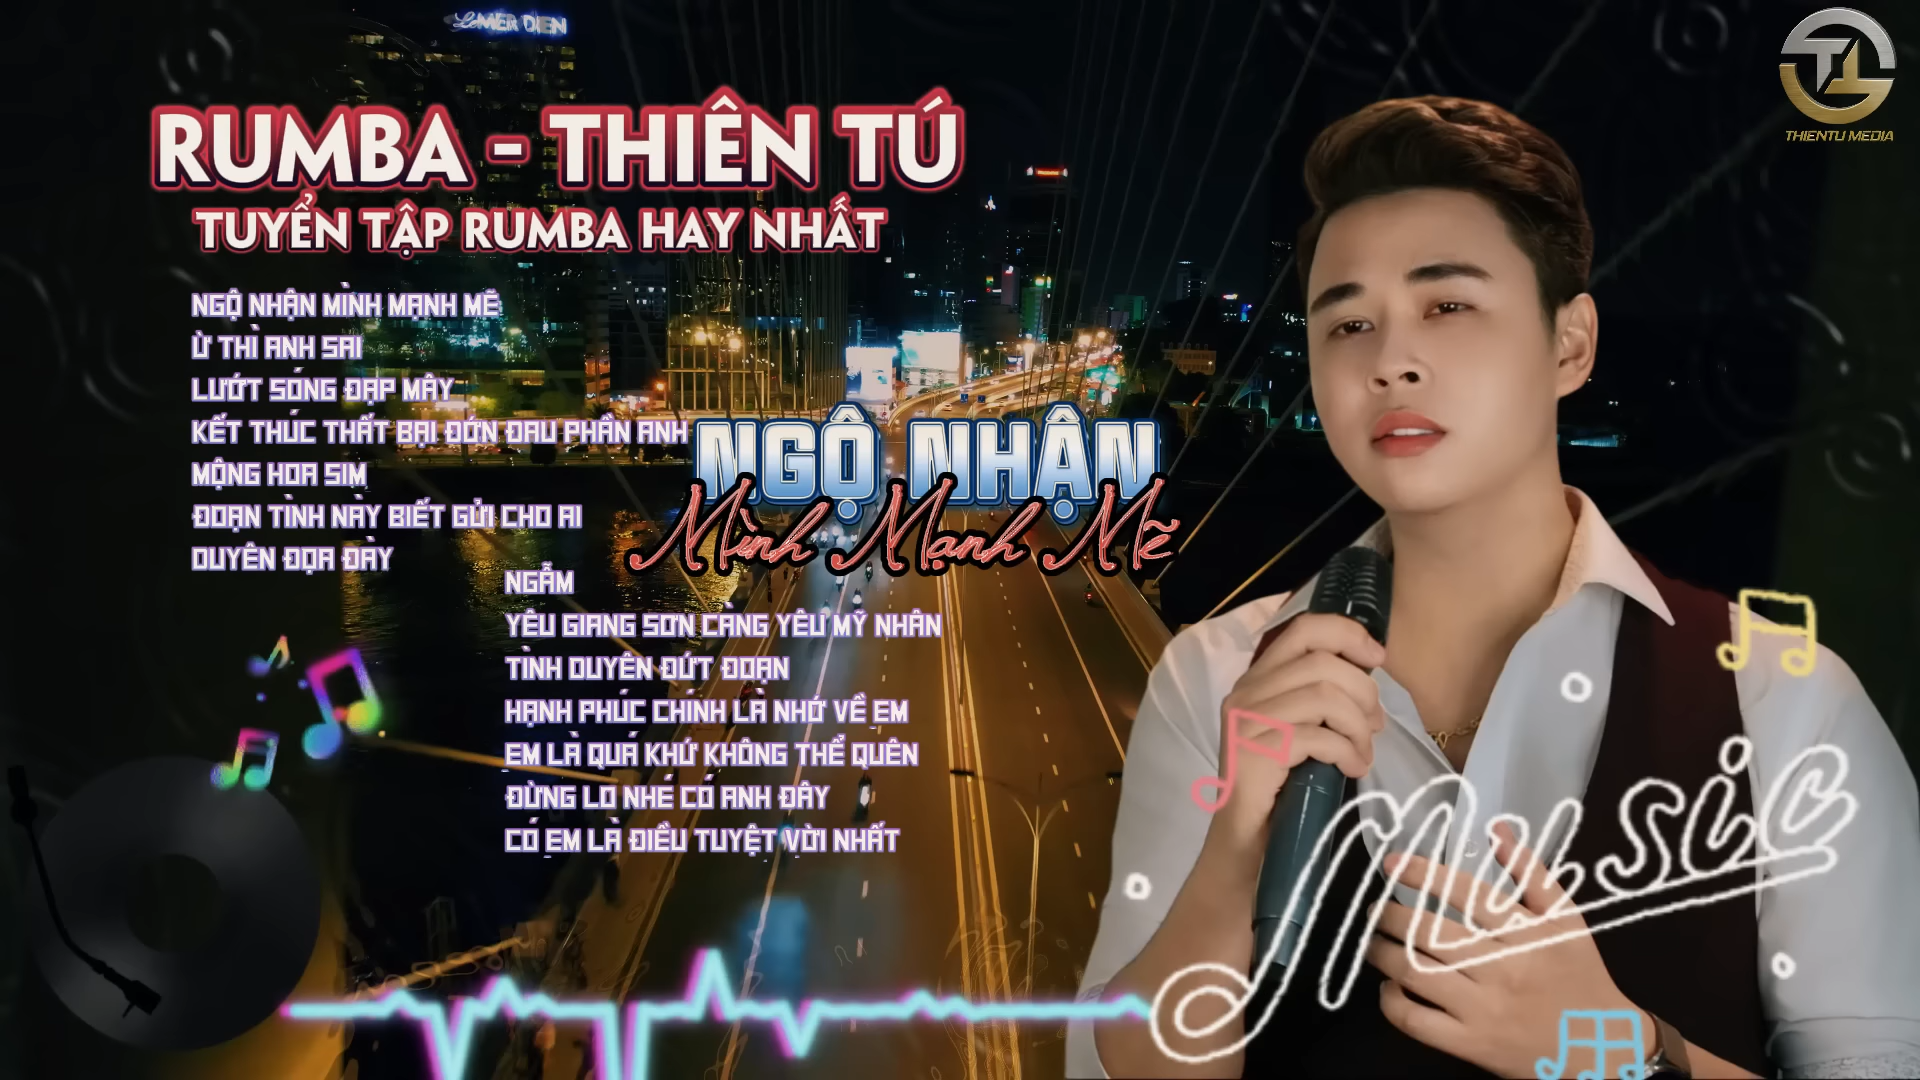 Le MERIDIEN
THIENTU MEDIA
RUMBA - THIÊN TÚ
TUYỂN TẬP RUMBA HAY NHẤT
NGỘ NHẬN MÌNH MẠNH MẼ
Ừ THÌ ANH SAI
LƯỚT SÓNG ĐẠP MÂY
KẾT THÚC THẤT BẠI ĐỚN ĐAU PHẦN ANH
MỘNG HOA SIM
ĐOẠN TÌNH NÀY BIẾT GỬI CHO AI
DUYÊN ĐỌA ĐÀY
NGỘ NHẬN
Mình Mạnh Mẽ
NGẪM
YÊU GIANG SƠN CÀNG YÊU MỸ NHÂN
TÌNH DUYÊN ĐỨT ĐOẠN
HẠNH PHÚC CHÍNH LÀ NHỚ VỀ EM
EM LÀ QUÁ KHỨ KHÔNG THỂ QUÊN
ĐỪNG LO NHÉ CÓ ANH ĐÂY
CÓ EM LÀ ĐIỀU TUYỆT VỜI NHẤT
Music